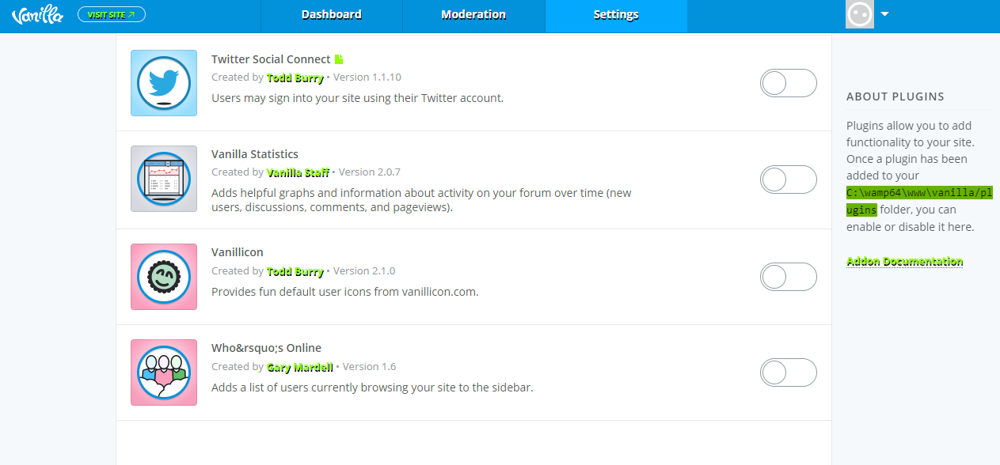 Vanilla
VISIT SITE ↗
Dashboard
Moderation
Settings
Twitter Social Connect
Created by Todd Burry • Version 1.1.10
Users may sign into your site using their Twitter account.
Vanilla Statistics
Created by Vanilla Staff • Version 2.0.7
Adds helpful graphs and information about activity on your forum over time (new
users, discussions, comments, and pageviews).
Vanillicon
Created by Todd Burry • Version 2.1.0
Provides fun default user icons from vanillicon.com.
Who&rsquo;s Online
Created by Gary Mardell • Version 1.6
Adds a list of users currently browsing your site to the sidebar.
ABOUT PLUGINS
Plugins allow you to add
functionality to your site.
Once a plugin has been
added to your
C:\wamp64\www\vanilla/pl
ugins folder, you can
enable or disable it here.
Addon Documentation